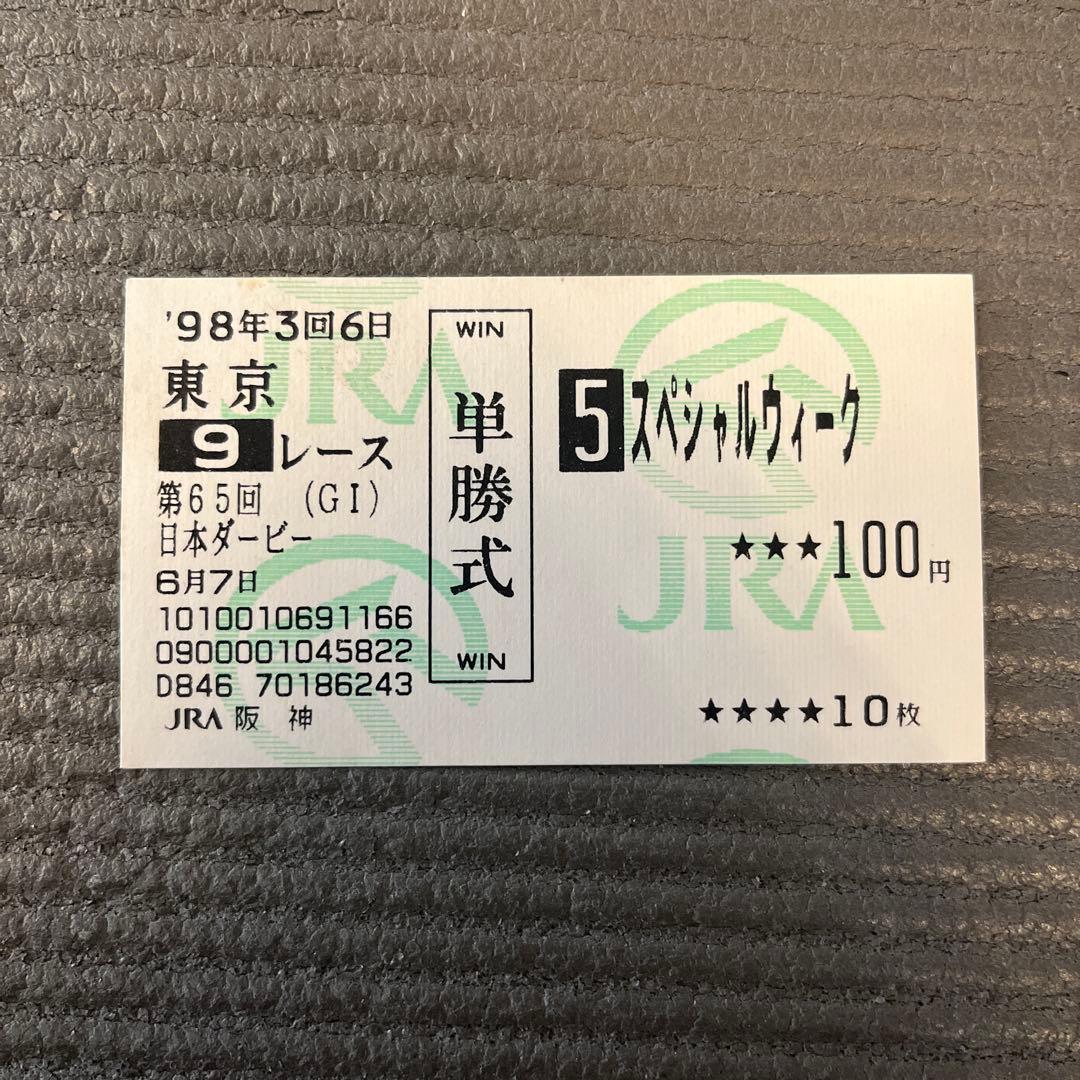 '98年3回6日
東京
9レース
第65回 (GI)
日本ダービー
6月7日
1010010691166
0900001045822
D846 70186243
JRA 阪神
WIN
単勝式
WIN
5 スペシャルウィーク
★★★100円
★★★★10枚
JRA
JRA